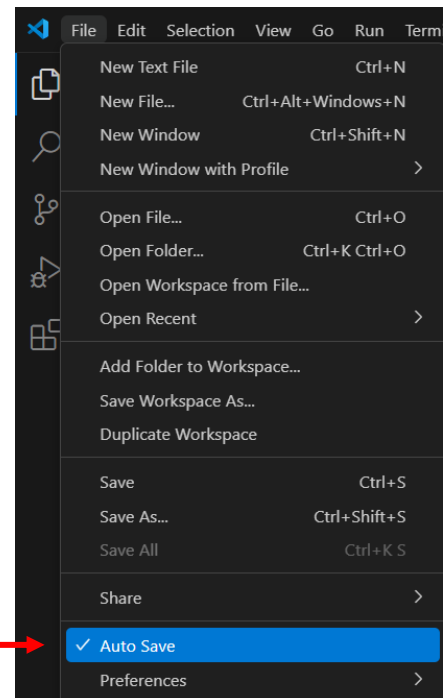 File Edit Selection View Go Run Term
New Text File Ctrl+N
New File... Ctrl+Alt+Windows+N
New Window Ctrl+Shift+N
New Window with Profile
Open File... Ctrl+O
Open Folder... Ctrl+K Ctrl+O
Open Workspace from File...
Open Recent
Add Folder to Workspace...
Save Workspace As...
Duplicate Workspace
Save Ctrl+S
Save As... Ctrl+Shift+S
Save All Ctrl+K S
Share
Auto Save
Preferences